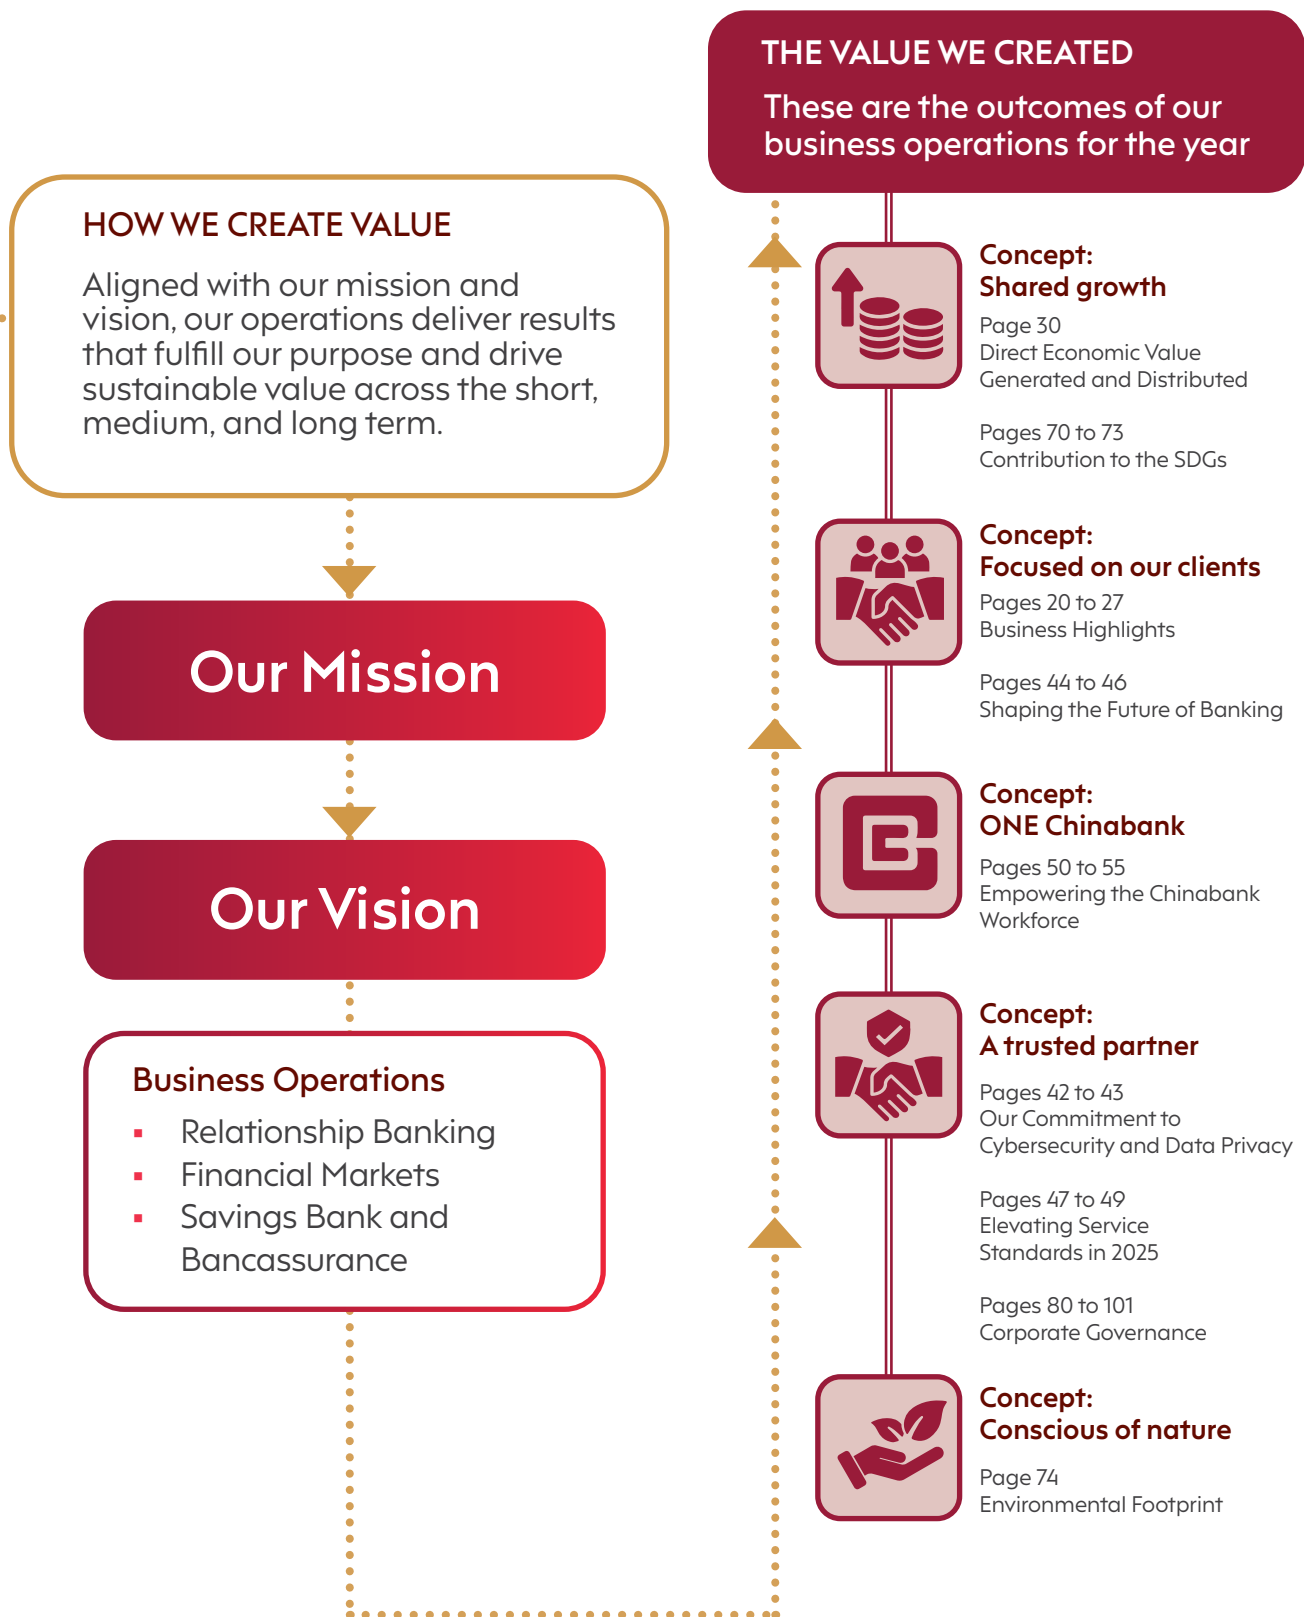 HOW WE CREATE VALUE
Aligned with our mission and
vision, our operations deliver results
that fulfill our purpose and drive
sustainable value across the short,
medium, and long term.
Our Mission
Our Vision
Business Operations
▪ Relationship Banking
▪ Financial Markets
▪ Savings Bank and
Bancassurance
THE VALUE WE CREATED
These are the outcomes of our
business operations for the year
Concept:
Shared growth
Page 30
Direct Economic Value
Generated and Distributed
Pages 70 to 73
Contribution to the SDGs
Concept:
Focused on our clients
Pages 20 to 27
Business Highlights
Pages 44 to 46
Shaping the Future of Banking
Concept:
ONE Chinabank
Pages 50 to 55
Empowering the Chinabank
Workforce
Concept:
A trusted partner
Pages 42 to 43
Our Commitment to
Cybersecurity and Data Privacy
Pages 47 to 49
Elevating Service
Standards in 2025
Pages 80 to 101
Corporate Governance
Concept:
Conscious of nature
Page 74
Environmental Footprint